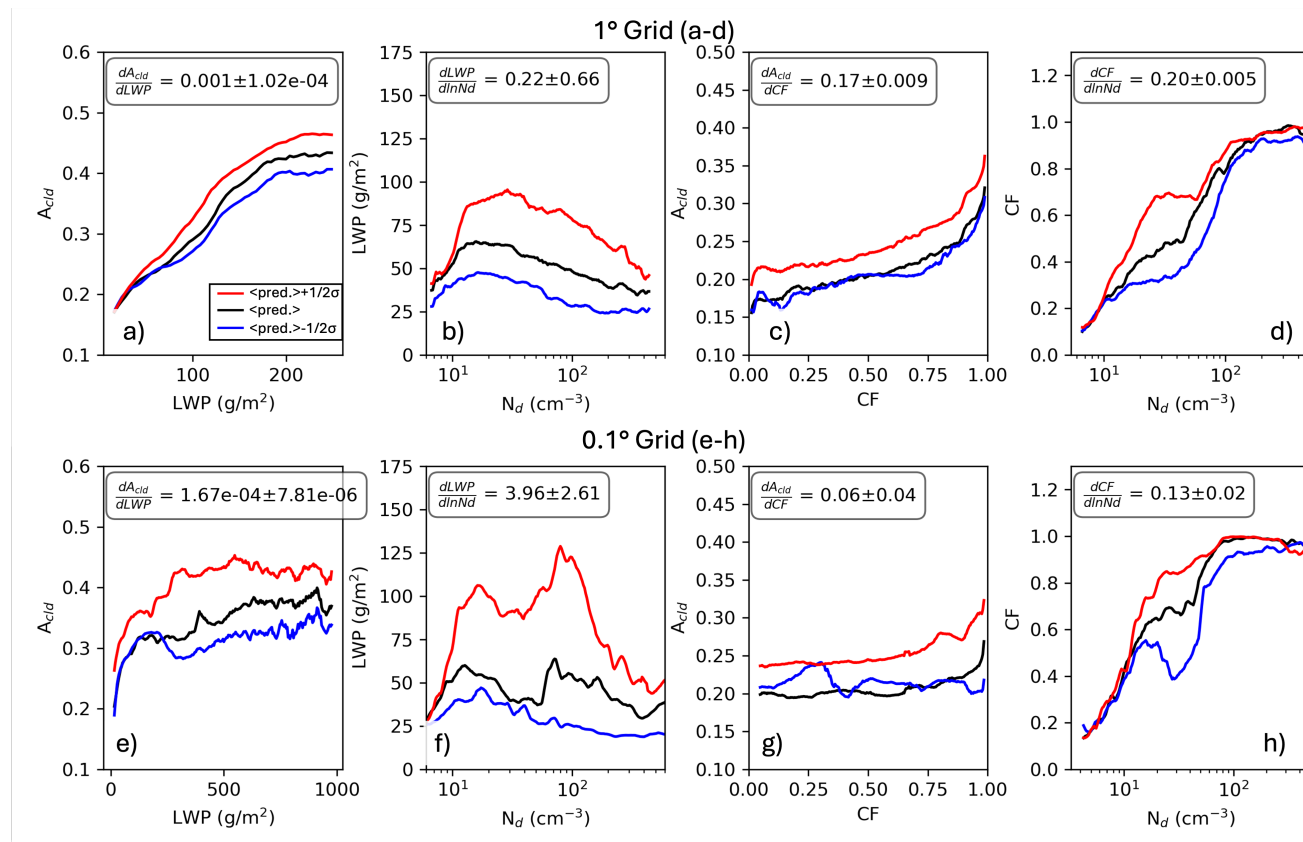 1° Grid (a-d)
dA_cld/dLWP = 0.001±1.02e-04
0.6
0.5
0.4
0.3
0.2
0.1
A_cld
100
200
LWP (g/m²)
<pred.>+1/2σ
<pred.>
<pred.>-1/2σ
a)
dLWP/dlnNd = 0.22±0.66
175
150
125
100
75
50
25
0
LWP (g/m²)
10¹
10²
N_d (cm⁻³)
b)
dA_cld/dCF = 0.17±0.009
0.50
0.45
0.40
0.35
0.30
0.25
0.20
0.15
0.10
A_cld
0.00
0.25
0.50
0.75
1.00
CF
c)
dCF/dlnNd = 0.20±0.005
1.2
1.0
0.8
0.6
0.4
0.2
0.0
CF
10¹
10²
N_d (cm⁻³)
d)
0.1° Grid (e-h)
dA_cld/dLWP = 1.67e-04±7.81e-06
0.6
0.5
0.4
0.3
0.2
0.1
A_cld
0
500
1000
LWP (g/m²)
e)
dLWP/dlnNd = 3.96±2.61
175
150
125
100
75
50
25
0
LWP (g/m²)
10¹
10²
N_d (cm⁻³)
f)
dA_cld/dCF = 0.06±0.04
0.50
0.45
0.40
0.35
0.30
0.25
0.20
0.15
0.10
A_cld
0.00
0.25
0.50
0.75
1.00
CF
g)
dCF/dlnNd = 0.13±0.02
1.2
1.0
0.8
0.6
0.4
0.2
0.0
CF
10¹
10²
N_d (cm⁻³)
h)